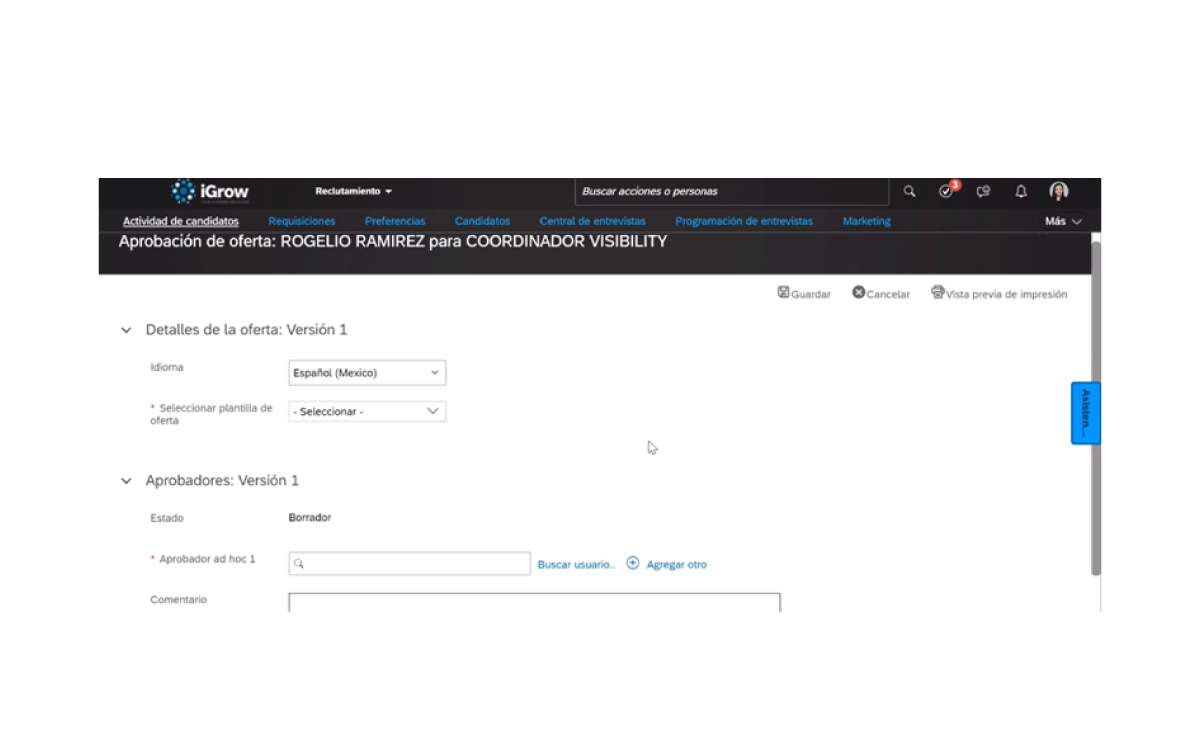 iGrow
Reclutamiento
Buscar acciones o personas
3
Actividad de candidatos Requisiciones Preferencias Candidatos Central de entrevistas Programación de entrevistas Marketing Más
Aprobación de oferta: ROGELIO RAMIREZ para COORDINADOR VISIBILITY
Guardar Cancelar Vista previa de impresión
Detalles de la oferta: Versión 1
Idioma Español (Mexico)
* Seleccionar plantilla de
oferta
- Seleccionar -
Asisten...
Aprobadores: Versión 1
Estado Borrador
* Aprobador ad hoc 1 Buscar usuario... Agregar otro
Comentario